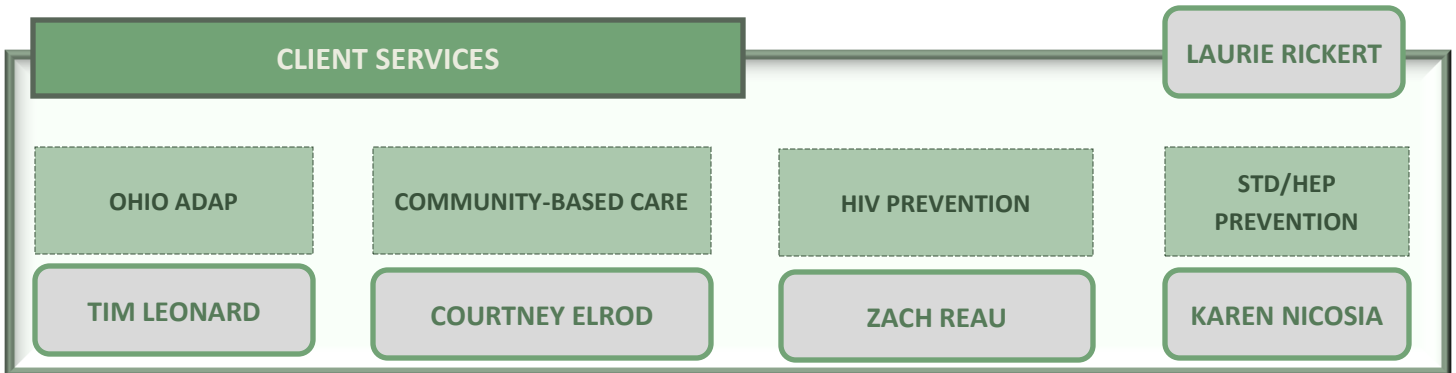 CLIENT SERVICES
LAURIE RICKERT
OHIO ADAP
COMMUNITY-BASED CARE
HIV PREVENTION
STD/HEP
PREVENTION
TIM LEONARD
COURTNEY ELROD
ZACH REAU
KAREN NICOSIA